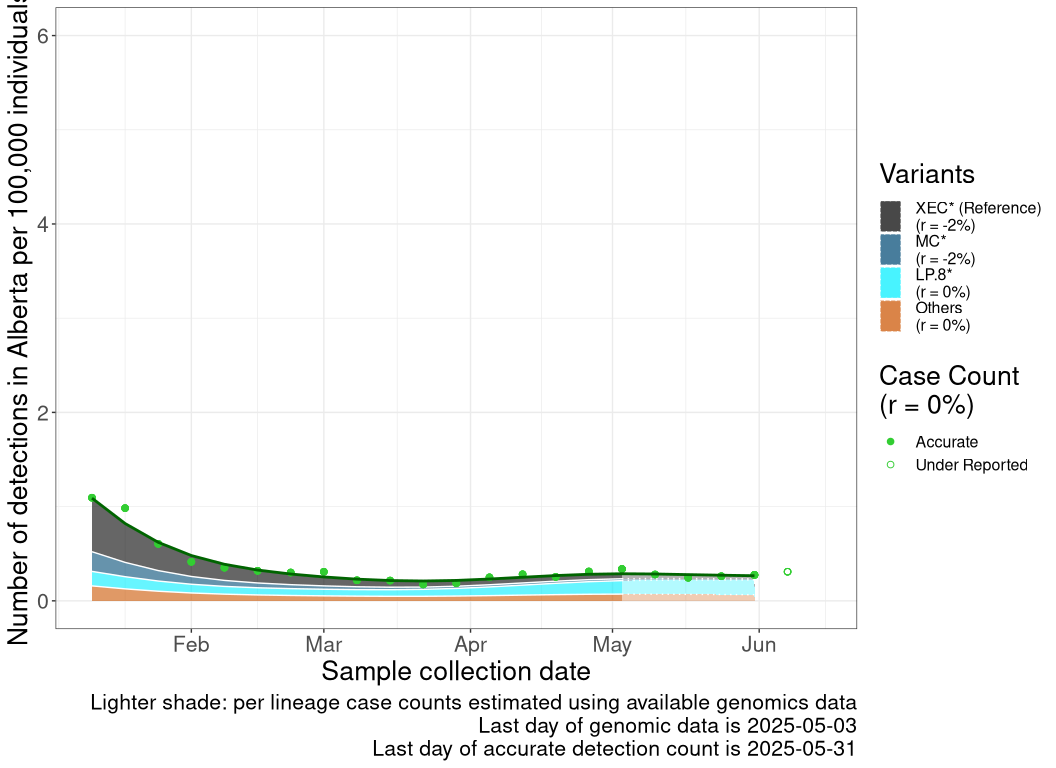 Number of detections in Alberta per 100,000 individuals
6
4
2
0
Feb Mar Apr May Jun
Sample collection date
Lighter shade: per lineage case counts estimated using available genomics data
Last day of genomic data is 2025-05-03
Last day of accurate detection count is 2025-05-31
Variants
XEC* (Reference)
(r = -2%)
MC*
(r = -2%)
LP.8*
(r = 0%)
Others
(r = 0%)
Case Count
(r = 0%)
Accurate
Under Reported